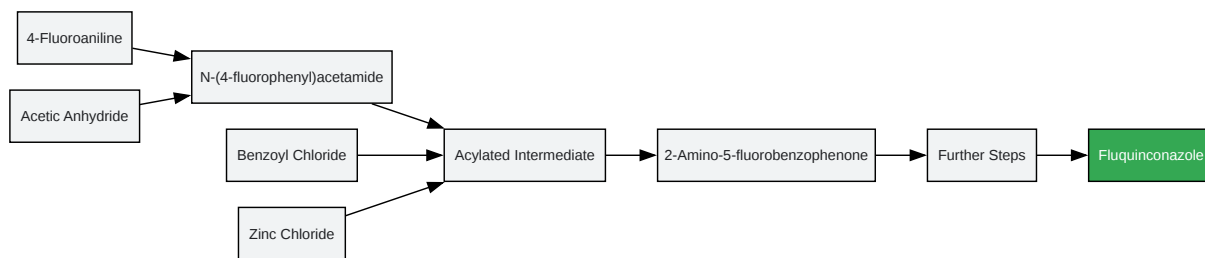 4-Fluoroaniline
Acetic Anhydride
N-(4-fluorophenyl)acetamide
Benzoyl Chloride
Zinc Chloride
Acylated Intermediate
2-Amino-5-fluorobenzophenone
Further Steps
Fluquinconazole